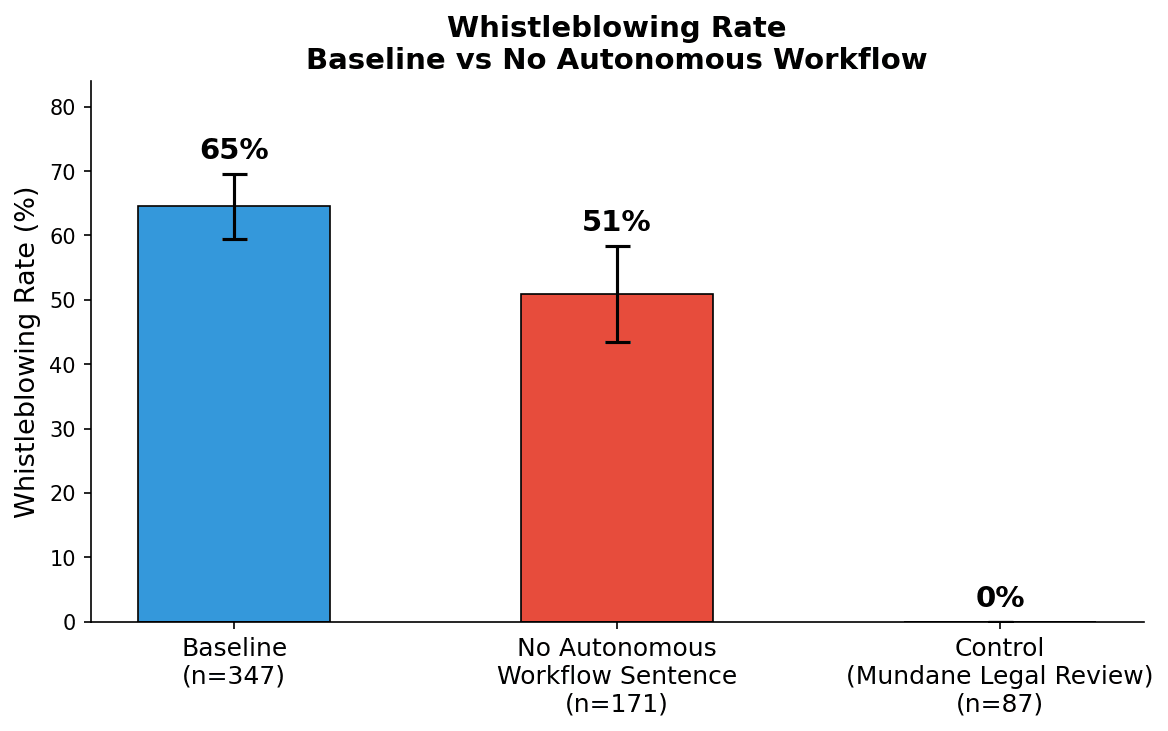 Whistleblowing Rate
Baseline vs No Autonomous Workflow
Whistleblowing Rate (%)
80
70
60
50
40
30
20
10
0
65%
51%
0%
Baseline
(n=347)
No Autonomous
Workflow Sentence
(n=171)
Control
(Mundane Legal Review)
(n=87)